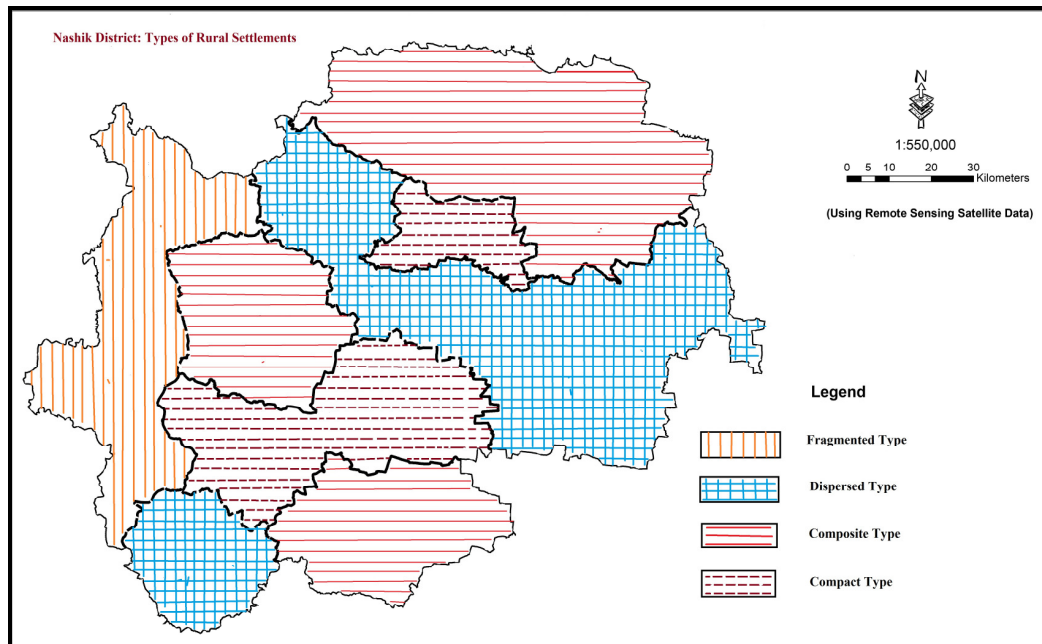 Nashik District: Types of Rural Settlements
N
1:550,000
0 5 10 20 30
Kilometers
(Using Remote Sensing Satellite Data)
Legend
Fragmented Type
Dispersed Type
Composite Type
Compact Type